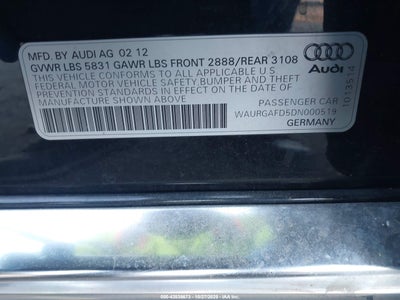 MFD. BY AUDI AG 02 12
GVWR LBS 5831 GAWR LBS FRONT 2888/REAR 3108
THIS VEHICLE CONFORMS TO ALL APPLICABLE U S
FEDERAL MOTOR VEHICLE SAFETY, BUMPER AND THEFT
PREVENTION STANDARDS IN EFFECT ON THE DATE OF
MANUFACTURE SHOWN ABOVE.
Audi
PASSENGER CAR
WAURGAFD5DN000519
GERMANY
1013514